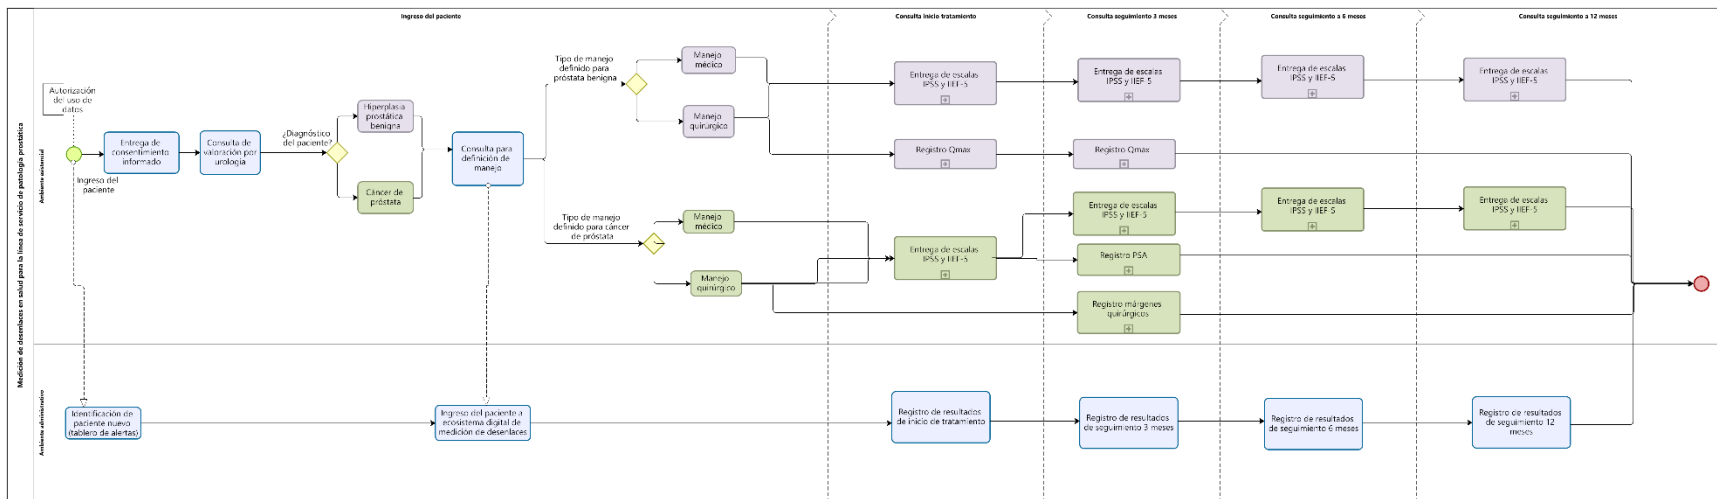 Medición de desenlaces en salud para la línea de servicio de patología prostática
Ambiente asistencial
Ambiente administrativo
Ingreso del paciente
Consulta inicio tratamiento
Consulta seguimiento 3 meses
Consulta seguimiento a 6 meses
Consulta seguimiento a 12 meses
Autorización
del uso de
datos
Ingreso del
paciente
Entrega de
consentimiento
informado
Consulta de
valoración por
urología
¿Diagnóstico
del paciente?
Hiperplasia
prostática
benigna
Cáncer de
próstata
Consulta para
definición de
manejo
Tipo de manejo
definido para
próstata benigna
Manejo
médico
Manejo
quirúrgico
Tipo de manejo
definido para cáncer
de próstata
Manejo
médico
Manejo
quirúrgico
Entrega de escalas
IPSS y IIEF-5
Registro Qmax
Entrega de escalas
IPSS y IIEF-5
Entrega de escalas
IPSS y IIEF-5
Registro Qmax
Entrega de escalas
IPSS y IIEF-5
Registro PSA
Registro márgenes
quirúrgicos
Entrega de escalas
IPSS y IIEF-5
Entrega de escalas
IPSS y IIEF-5
Entrega de escalas
IPSS y IIEF-5
Entrega de escalas
IPSS y IIEF-5
Identificación de
paciente nuevo
(tablero de alertas)
Ingreso del paciente a
ecosistema digital de
medición de desenlaces
Registro de resultados
de inicio de tratamiento
Registro de resultados
de seguimiento 3 meses
Registro de resultados
de seguimiento 6 meses
Registro de resultados
de seguimiento 12
meses